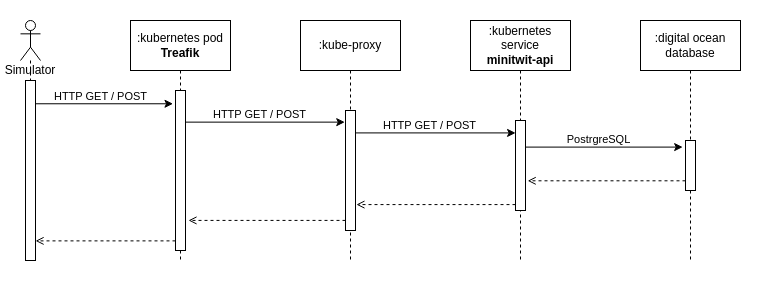 Simulator
:kubernetes pod
Treafik
:kube-proxy
:kubernetes
service
minitwit-api
:digital ocean
database
HTTP GET / POST
HTTP GET / POST
HTTP GET / POST
PostrgreSQL